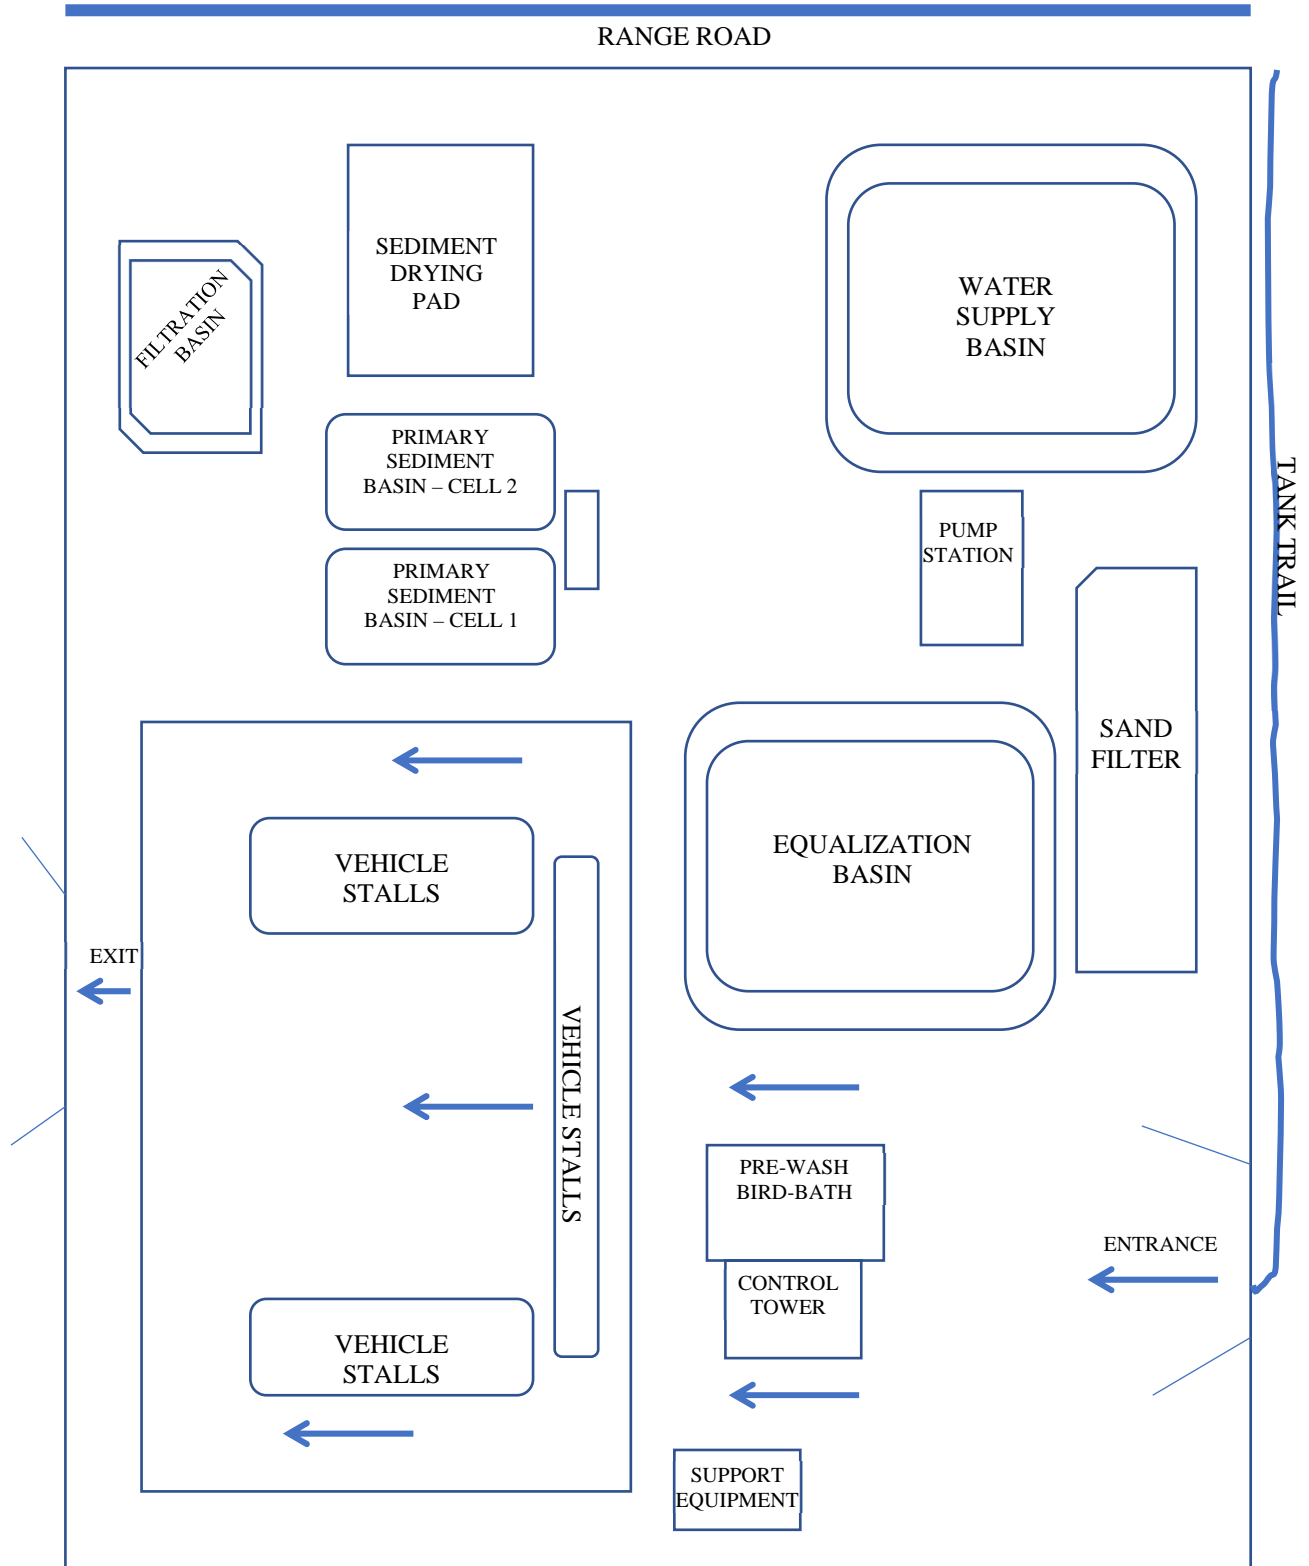 RANGE ROAD
SEDIMENT
DRYING
PAD
FILTRATION
BASIN
WATER
SUPPLY
BASIN
PRIMARY
SEDIMENT
BASIN – CELL 2
PUMP
STATION
TANK TRAIL
PRIMARY
SEDIMENT
BASIN – CELL 1
SAND
FILTER
VEHICLE
STALLS
EQUALIZATION
BASIN
EXIT
VEHICLE STALLS
PRE-WASH
BIRD-BATH
ENTRANCE
CONTROL
TOWER
VEHICLE
STALLS
SUPPORT
EQUIPMENT